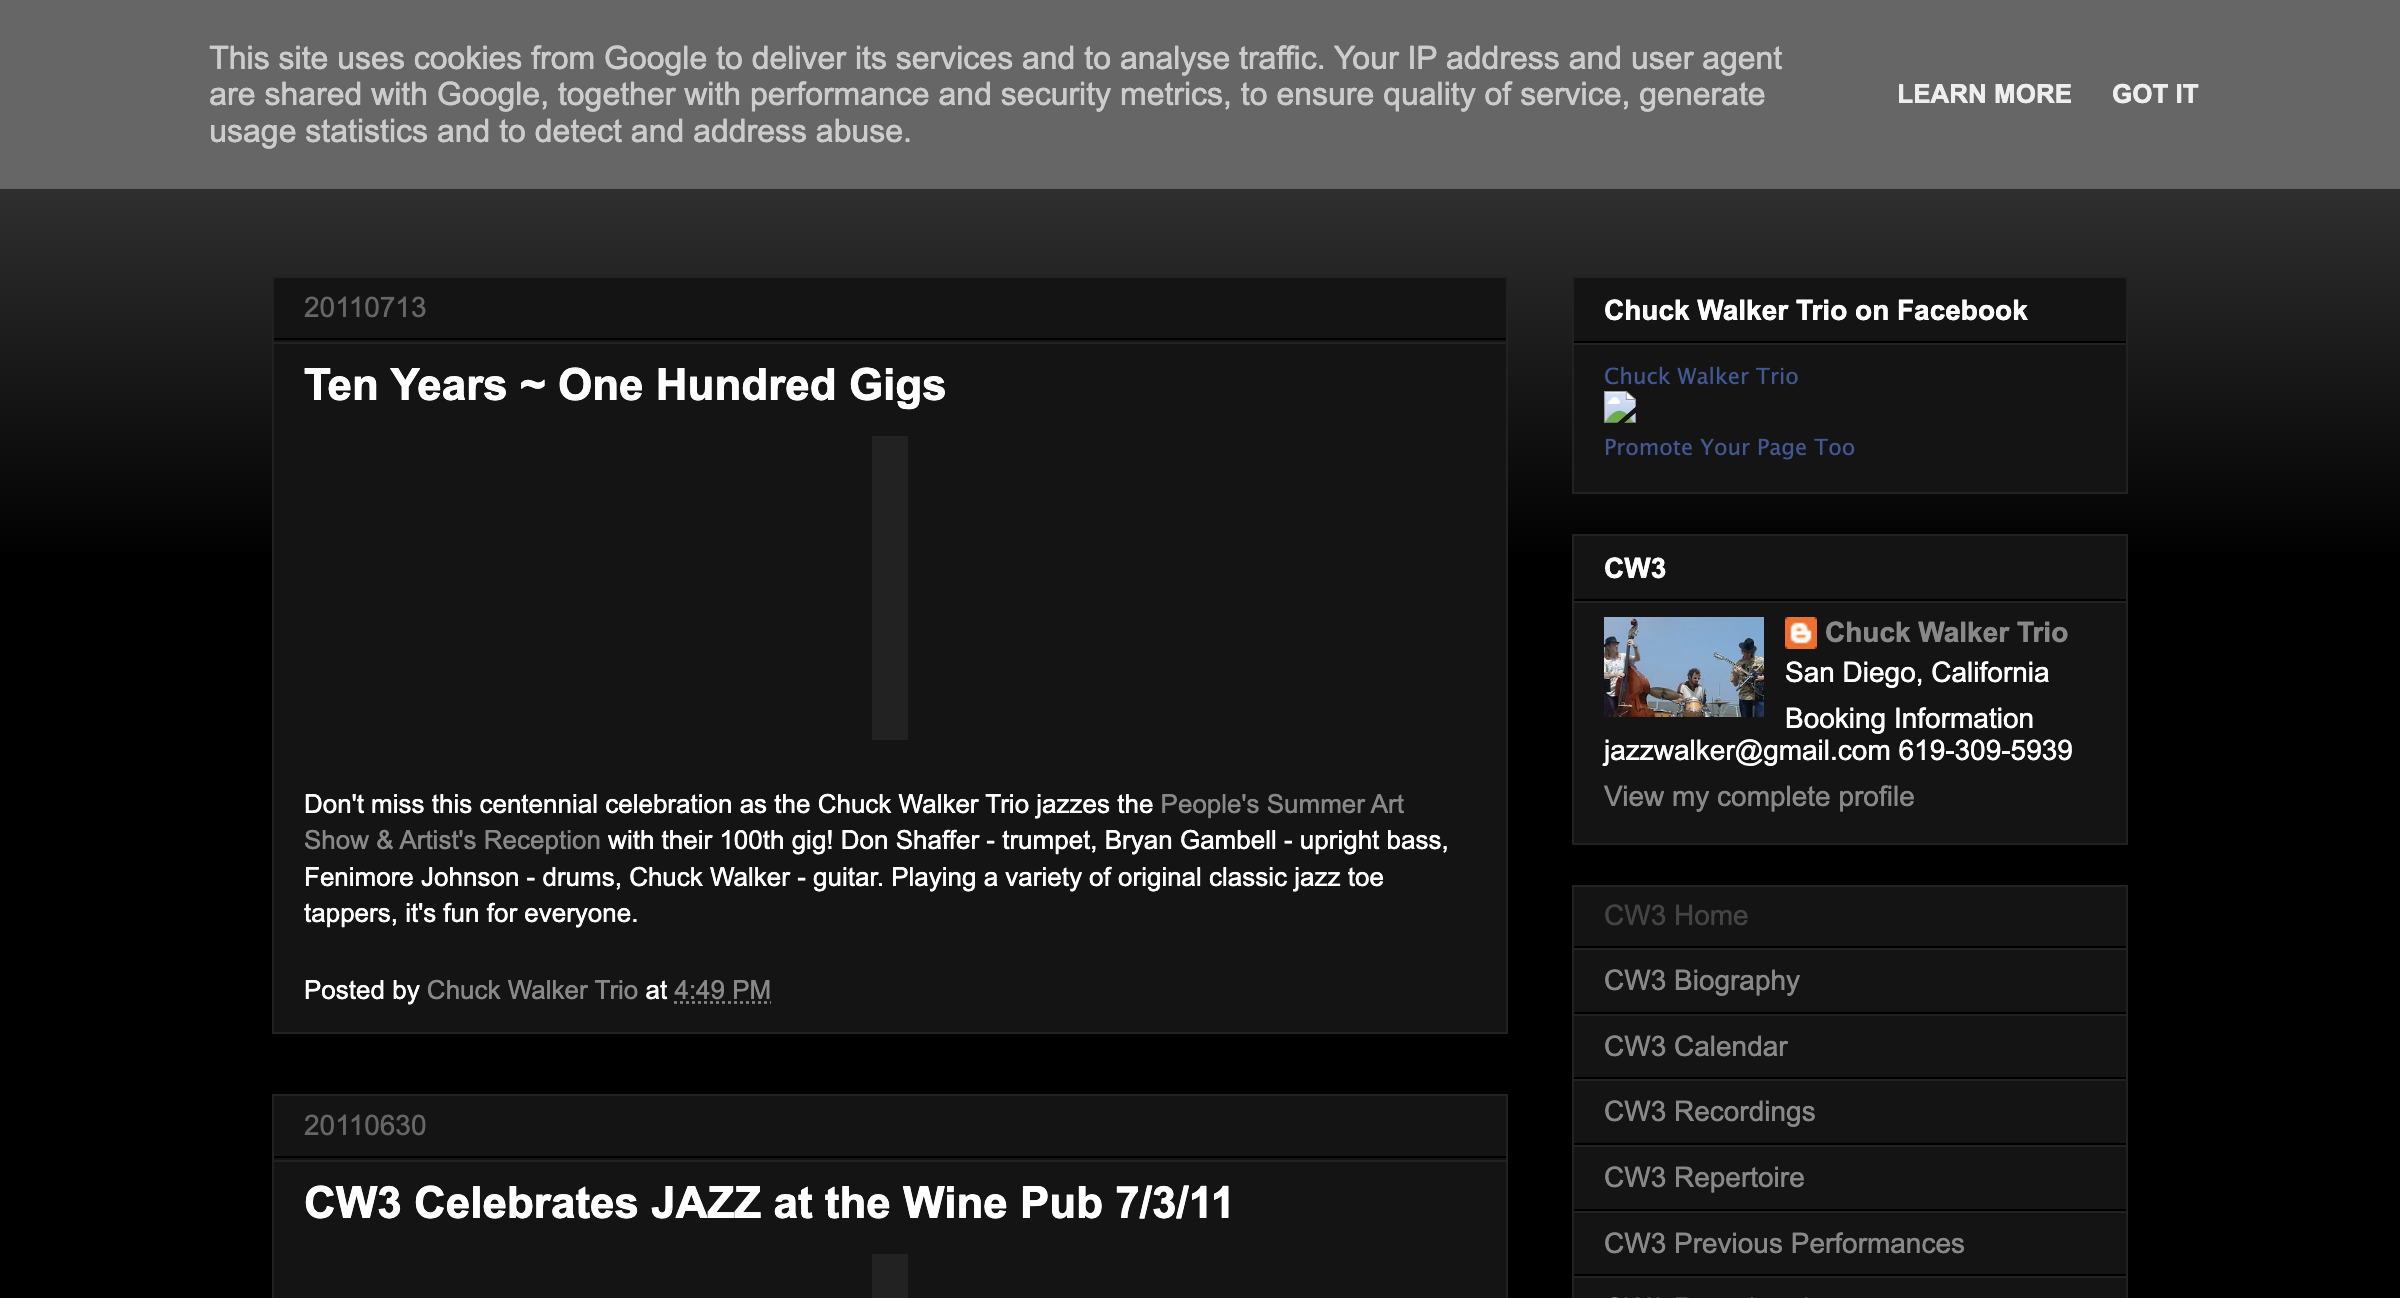 This site uses cookies from Google to deliver its services and to analyse traffic. Your IP address and user agent
are shared with Google, together with performance and security metrics, to ensure quality of service, generate
usage statistics and to detect and address abuse.
LEARN MORE
GOT IT
20110713
Ten Years ~ One Hundred Gigs
Don't miss this centennial celebration as the Chuck Walker Trio jazzes the People's Summer Art
Show & Artist's Reception with their 100th gig! Don Shaffer - trumpet, Bryan Gambell - upright bass,
Fenimore Johnson - drums, Chuck Walker - guitar. Playing a variety of original classic jazz toe
tappers, it's fun for everyone.
Posted by Chuck Walker Trio at 4:49 PM
20110630
CW3 Celebrates JAZZ at the Wine Pub 7/3/11
Chuck Walker Trio on Facebook
Chuck Walker Trio
Promote Your Page Too
CW3
Chuck Walker Trio
San Diego, California
Booking Information
jazzwalker@gmail.com 619-309-5939
View my complete profile
CW3 Home
CW3 Biography
CW3 Calendar
CW3 Recordings
CW3 Repertoire
CW3 Previous Performances